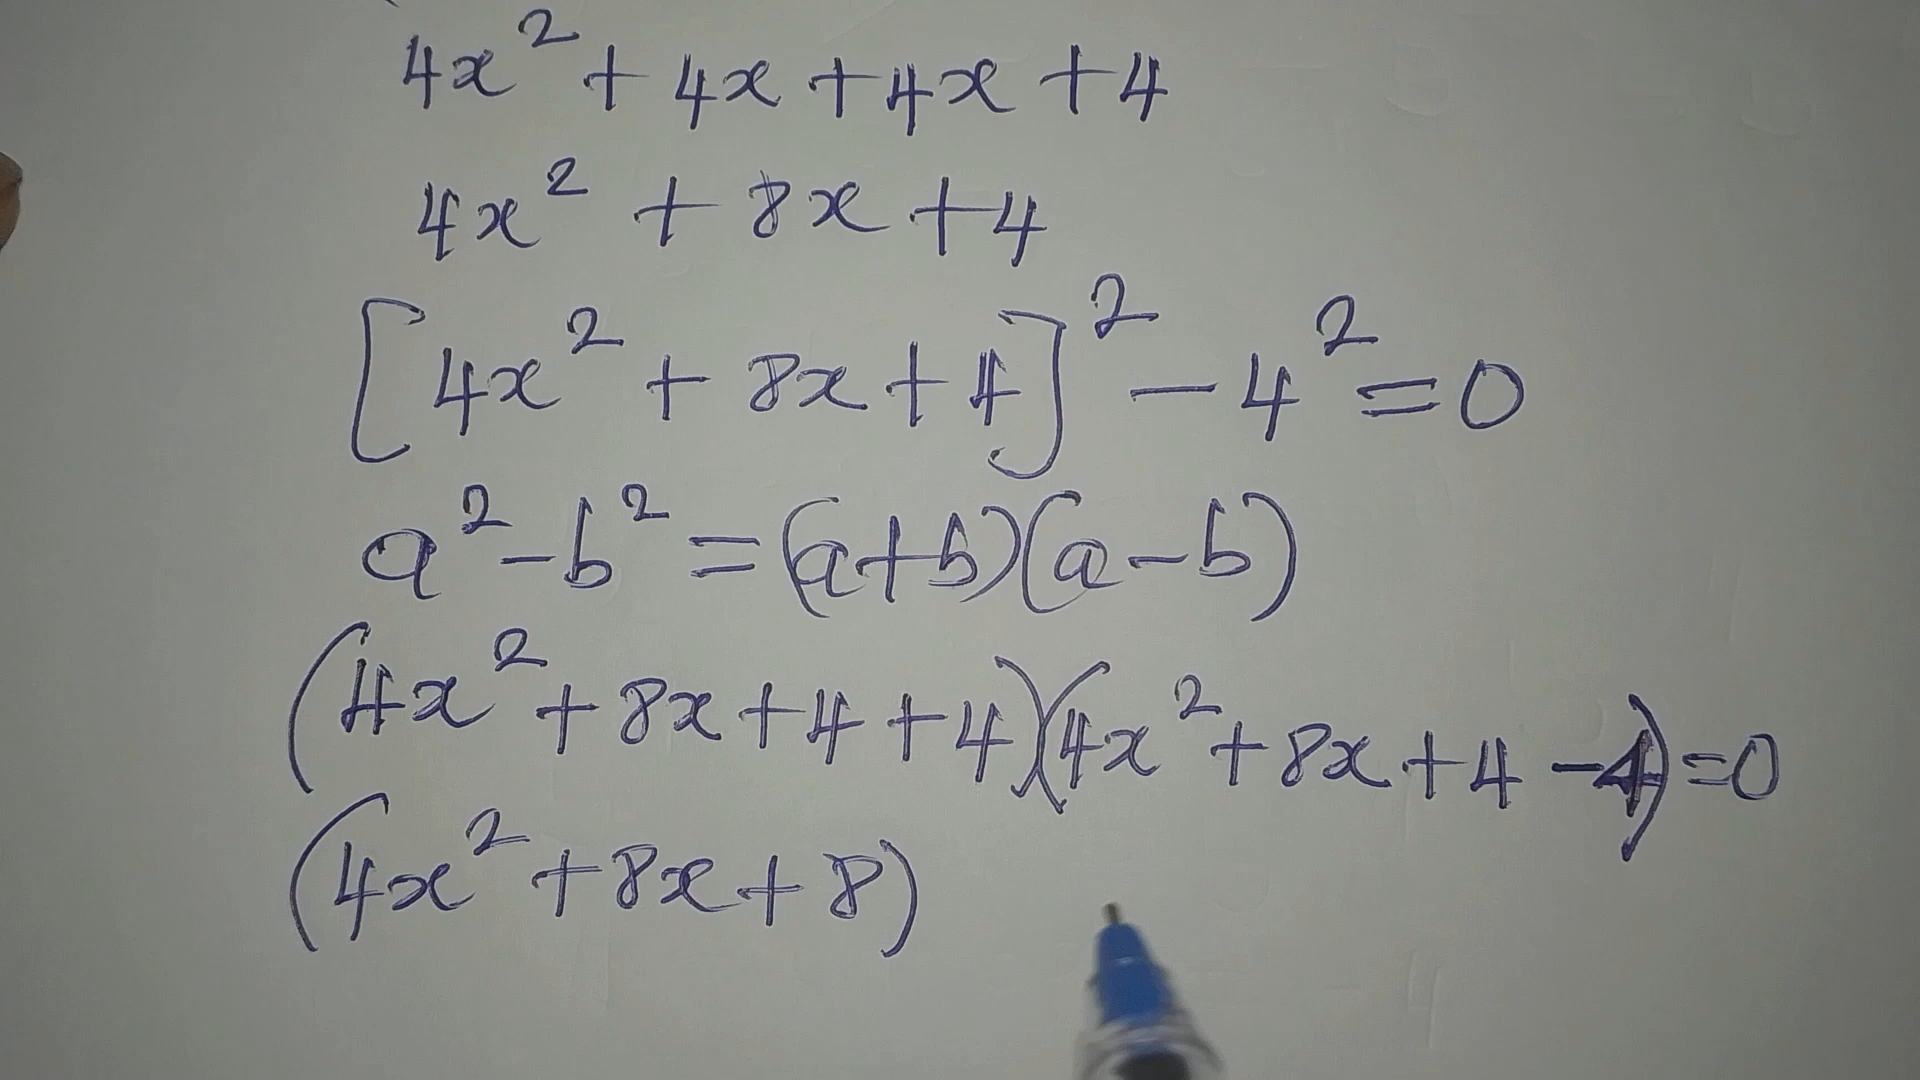 4x² + 4x + 4x + 4
4x² + 8x + 4
[4x² + 8x + 4]² - 4² = 0
a² - b² = (a+b)(a-b)
(4x² + 8x + 4 + 4)(4x² + 8x + 4 - 4) = 0
(4x² + 8x + 8)